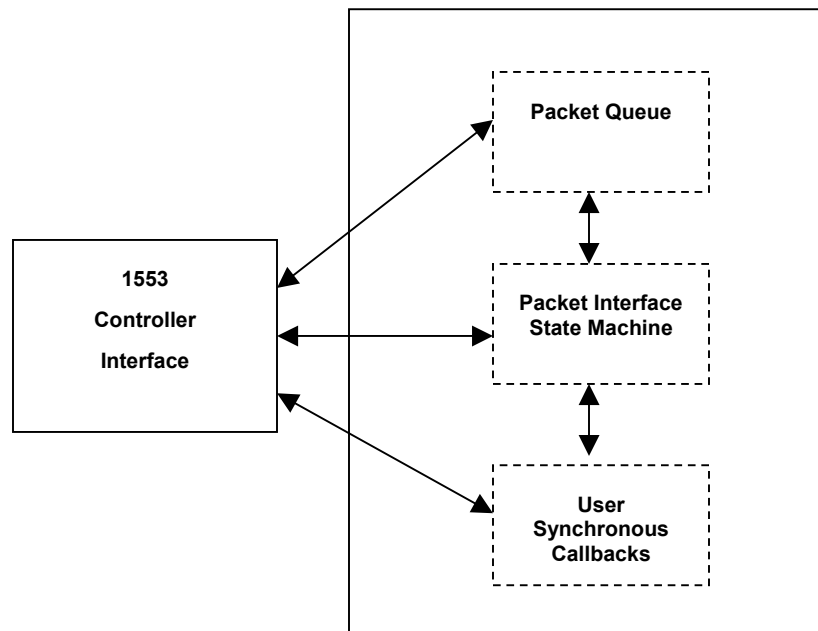 Packet Queue
1553
Controller
Interface
Packet Interface
State Machine
User
Synchronous
Callbacks